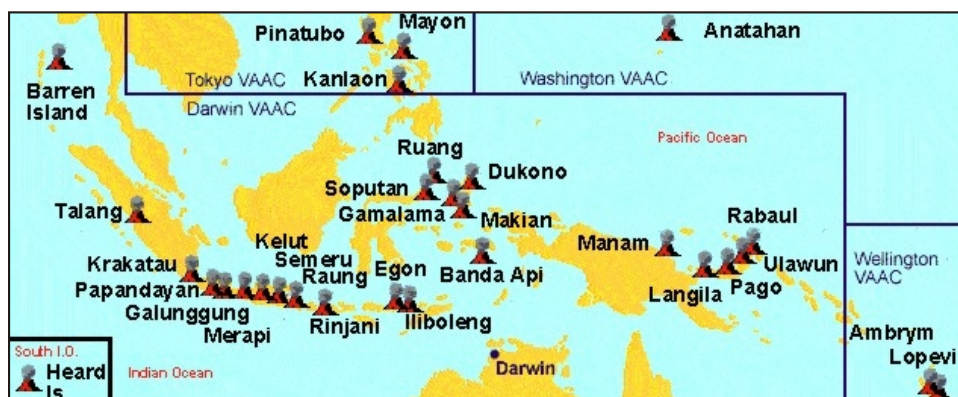 Pinatubo
Mayon
Anatahan
Barren
Island
Tokyo VAAC
Kanlaon
Washington VAAC
Darwin VAAC
Pacific Ocean
Ruang
Dukono
Soputan
Talang
Gamalama
Makian
Rabaul
Kelut
Manam
Semeru
Ulawun
Krakatau
Raung
Egon
Banda Api
Wellington
VAAC
Papandayan
Langila
Pago
Galunggung
Rinjani
Iliboleng
Merapi
Ambrym
South I.O.
Lopevi
Heard
Is
Indian Ocean
Darwin